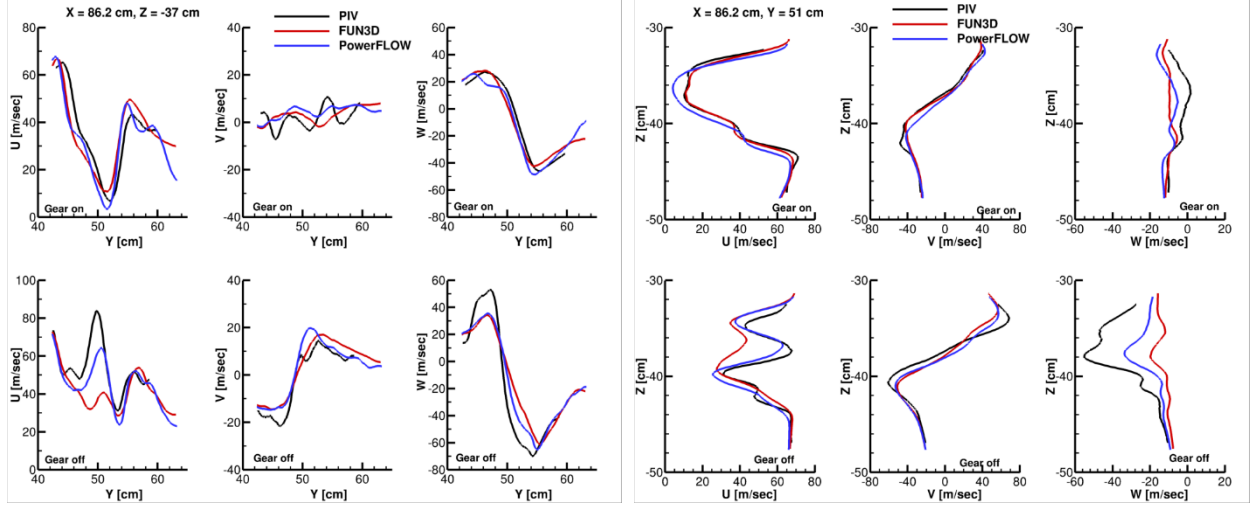 X = 86.2 cm, Z = -37 cm
PIV
FUN3D
PowerFLOW
80
60
40
20
0
U [m/sec]
Gear on
40 50 60
Y [cm]
40
20
0
-20
-40
V [m/sec]
Gear on
40 50 60
Y [cm]
60
40
20
0
-20
-40
-60
-80
W [m/sec]
Gear on
40 50 60
Y [cm]
100
80
60
40
20
0
U [m/sec]
Gear off
40 50 60
Y [cm]
40
20
0
-20
-40
V [m/sec]
Gear off
40 50 60
Y [cm]
60
40
20
0
-20
-40
-60
-80
W [m/sec]
Gear off
40 50 60
Y [cm]
X = 86.2 cm, Y = 51 cm
PIV
FUN3D
PowerFLOW
-30
-40
-50
Z [cm]
Gear on
0 20 40 60 80
U [m/sec]
-30
-40
-50
Z [cm]
Gear on
-80 -40 0 40 80
V [m/sec]
-30
-40
-50
Z [cm]
Gear on
-60 -40 -20 0 20
W [m/sec]
-30
-40
-50
Z [cm]
Gear off
0 20 40 60 80
U [m/sec]
-30
-40
-50
Z [cm]
Gear off
-80 -40 0 40 80
V [m/sec]
-30
-40
-50
Z [cm]
Gear off
-60 -40 -20 0 20
W [m/sec]